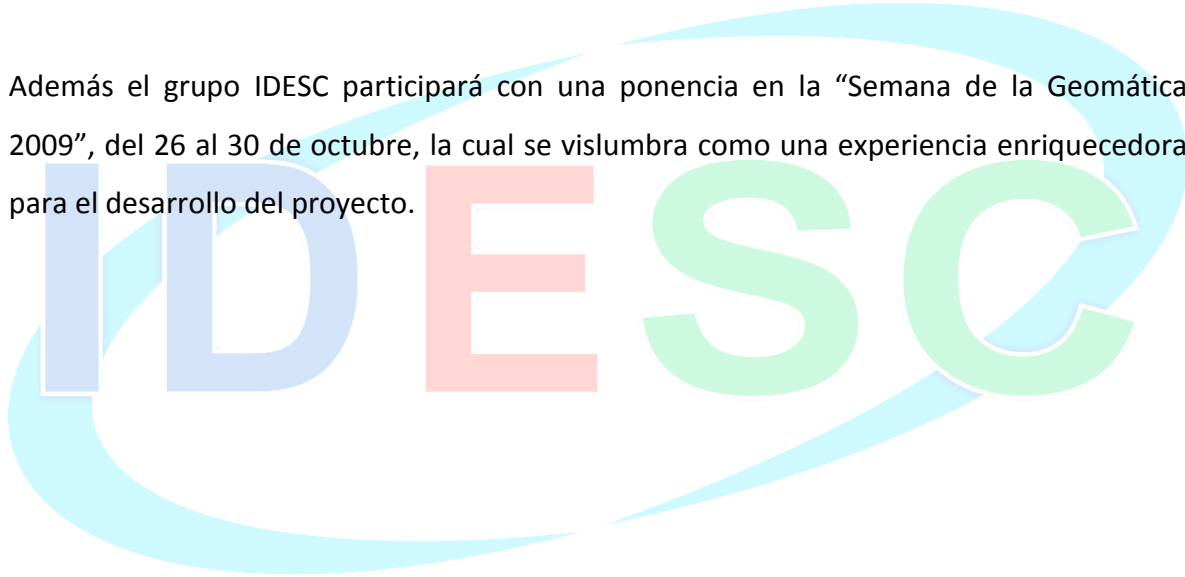 Además el grupo IDESC participará con una ponencia en la “Semana de la Geomática
2009”, del 26 al 30 de octubre, la cual se vislumbra como una experiencia enriquecedora
para el desarrollo del proyecto.
IDESC